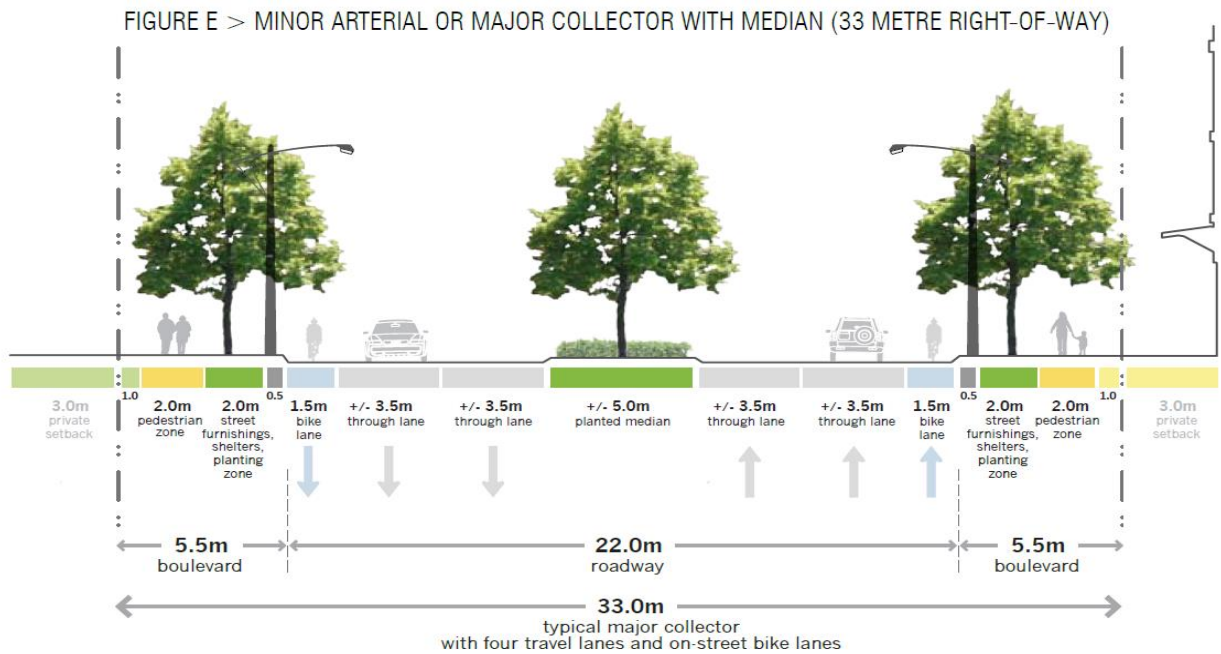 FIGURE E > MINOR ARTERIAL OR MAJOR COLLECTOR WITH MEDIAN (33 METRE RIGHT-OF-WAY)
3.0m
private
setback
1.0
2.0m
pedestrian
zone
2.0m
street
furnishings,
shelters,
planting
zone
0.5
1.5m
bike
lane
+/- 3.5m
through lane
+/- 3.5m
through lane
+/- 5.0m
planted median
+/- 3.5m
through lane
+/- 3.5m
through lane
1.5m
bike
lane
0.5
2.0m
street
furnishings,
shelters,
planting
zone
2.0m
pedestrian
zone
1.0
3.0m
private
setback
5.5m
boulevard
22.0m
roadway
5.5m
boulevard
33.0m
typical major collector
with four travel lanes and on-street bike lanes